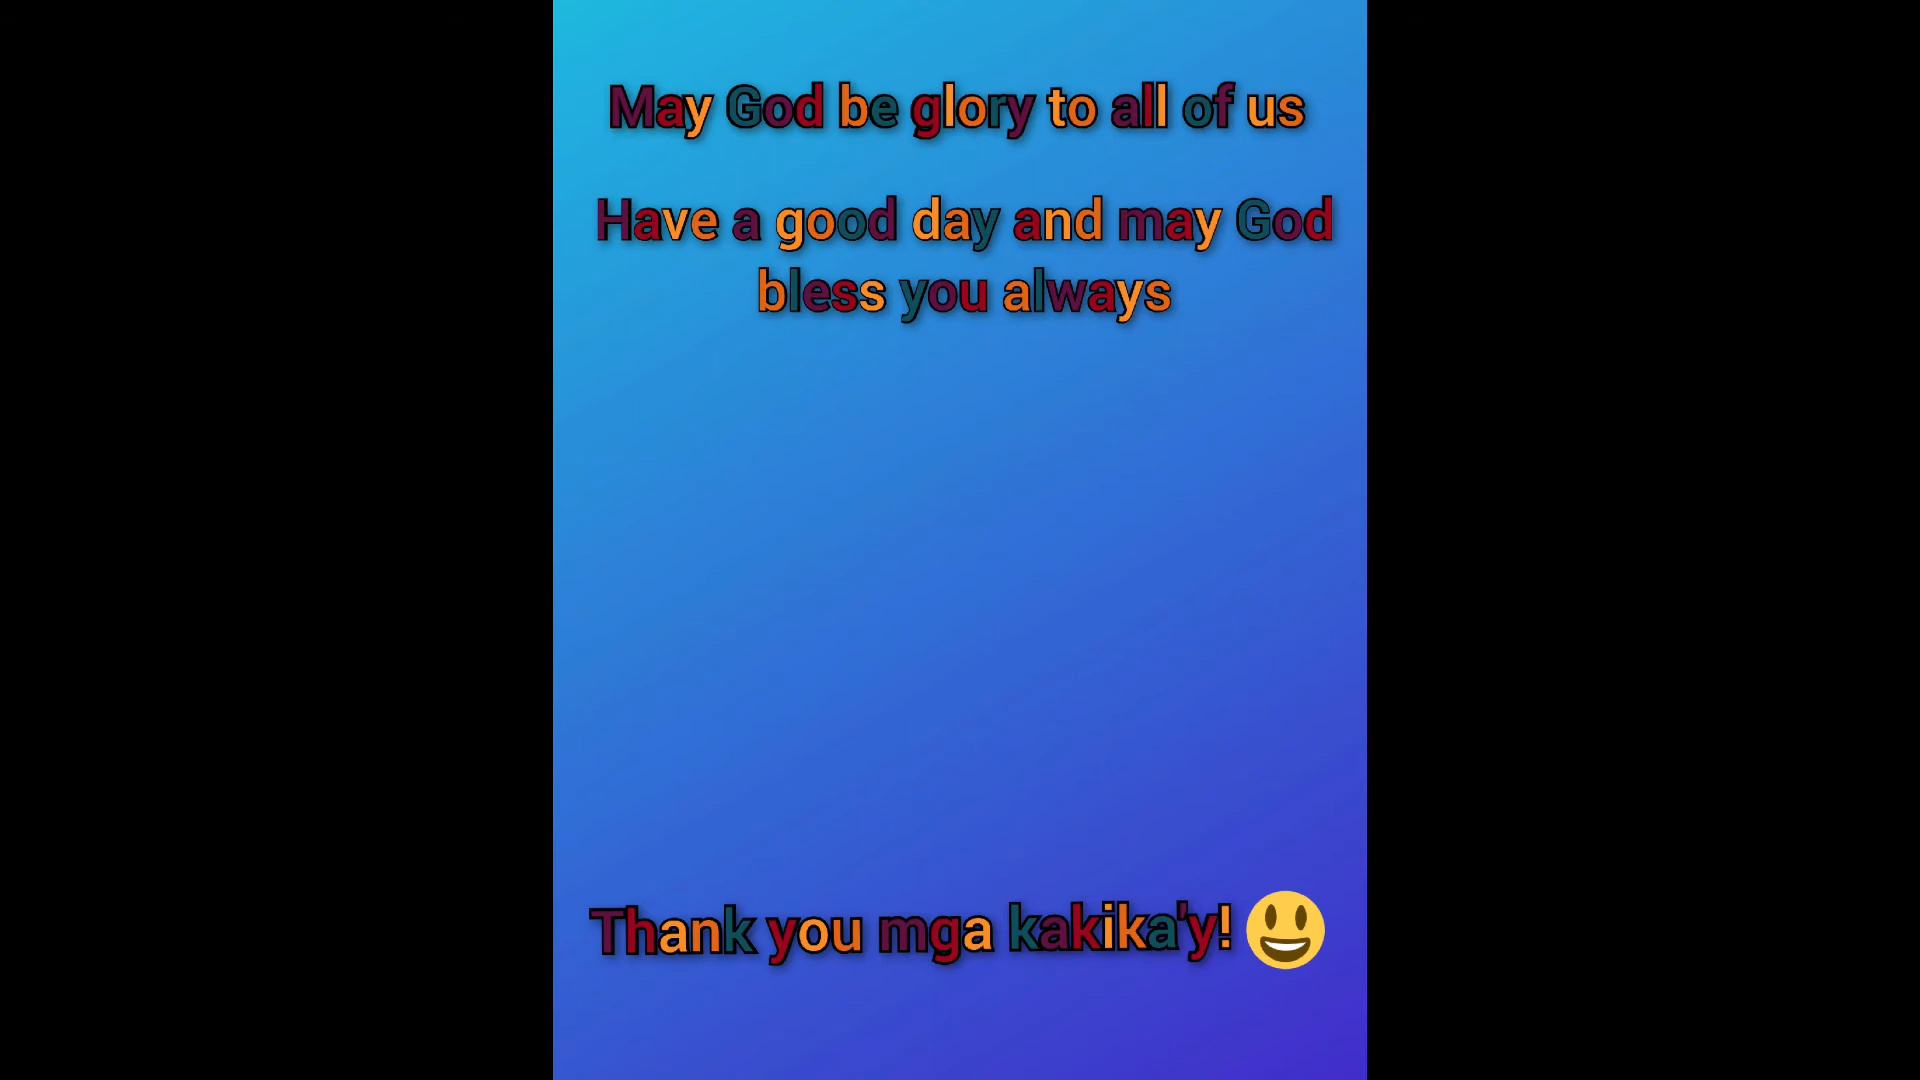 May God be glory to all of us
Have a good day and may God
bless you always
Thank you mga kakika'y! 😃